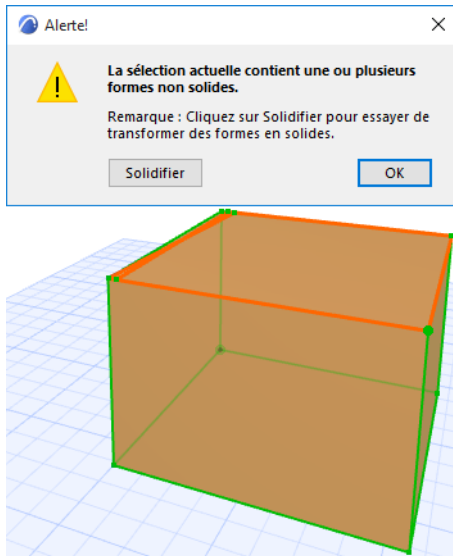 Alerte!
La sélection actuelle contient une ou plusieurs
formes non solides.
Remarque : Cliquez sur Solidifier pour essayer de
transformer des formes en solides.
Solidifier
OK